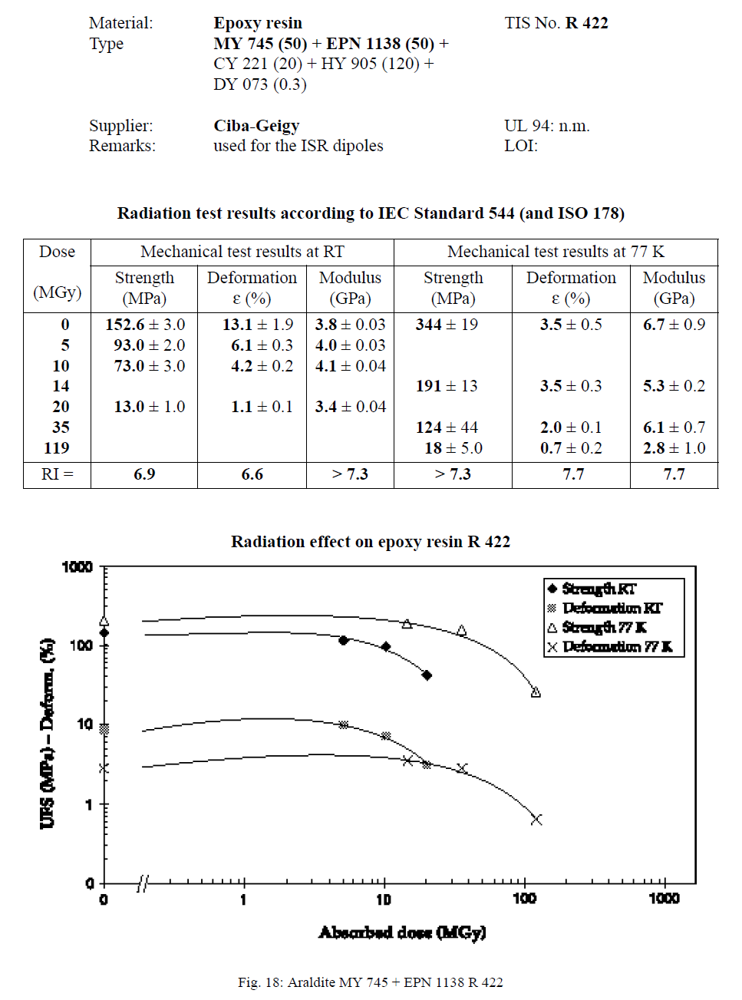 Material: Epoxy resin TIS No. R 422
Type MY 745 (50) + EPN 1138 (50) +
CY 221 (20) + HY 905 (120) +
DY 073 (0.3)
Supplier: Ciba-Geigy UL 94: n.m.
Remarks: used for the ISR dipoles LOI:
Radiation test results according to IEC Standard 544 (and ISO 178)
Dose Mechanical test results at RT Mechanical test results at 77 K
Strength Deformation Modulus Strength Deformation Modulus
(MGy) (MPa) ε (%) (GPa) (MPa) ε (%) (GPa)
0 152.6 ± 3.0 13.1 ± 1.9 3.8 ± 0.03 344 ± 19 3.5 ± 0.5 6.7 ± 0.9
5 93.0 ± 2.0 6.1 ± 0.3 4.0 ± 0.03
10 73.0 ± 3.0 4.2 ± 0.2 4.1 ± 0.04
14 191 ± 13 3.5 ± 0.3 5.3 ± 0.2
20 13.0 ± 1.0 1.1 ± 0.1 3.4 ± 0.04
35 124 ± 44 2.0 ± 0.1 6.1 ± 0.7
119 18 ± 5.0 0.7 ± 0.2 2.8 ± 1.0
RI = 6.9 6.6 > 7.3 > 7.3 7.7 7.7
Radiation effect on epoxy resin R 422
1000
100
10
1
0
UFS (MPa) – Deform. (%)
Strength RT
Deformation RT
Strength 77 K
Deformation 77 K
0 1 10 100 1000
Absorbed dose (MGy)
Fig. 18: Araldite MY 745 + EPN 1138 R 422